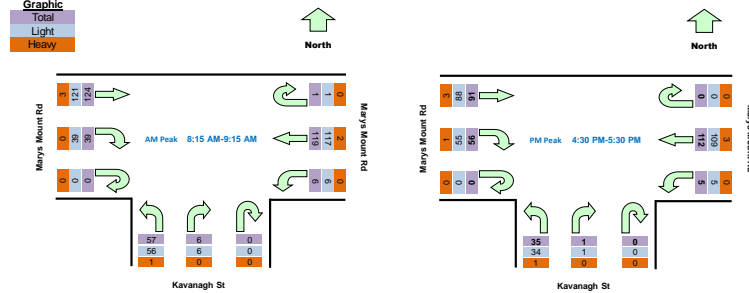 Graphic
Total
Light
Heavy
North
Marys Mount Rd
3 121 124
0 39 39
0 0 0
AM Peak 8:15 AM-9:15 AM
1 1 0
119 117 2
6 6 0
Marys Mount Rd
57 6 0
56 6 0
1 0 0
Kavanagh St
North
Marys Mount Rd
3 88 91
1 55 56
0 0 0
PM Peak 4:30 PM-5:30 PM
0 0 0
112 109 3
5 5 0
35 1 0
34 1 0
1 0 0
Kavanagh St